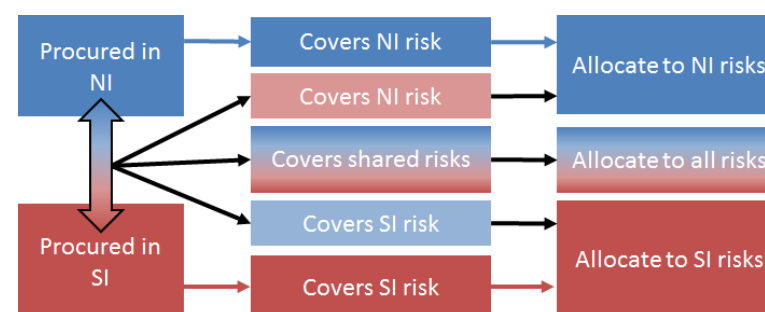 Procured in
NI
Covers NI risk
Allocate to NI risks
Covers NI risk
Covers shared risks
Allocate to all risks
Procured in
SI
Covers SI risk
Allocate to SI risks
Covers SI risk